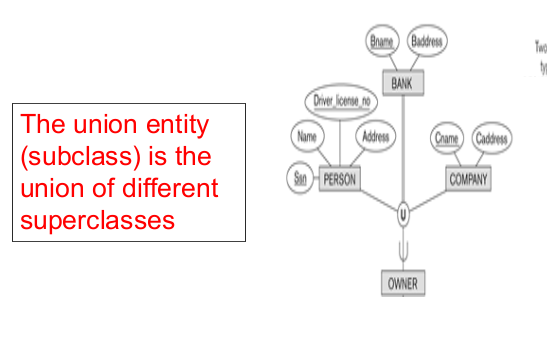 The union entity
(subclass) is the
union of different
superclasses
Bname
Baddress
Two
BANK
Driver_license_no
Name
Address
Cname
Caddress
Ssn
PERSON
COMPANY
U
OWNER